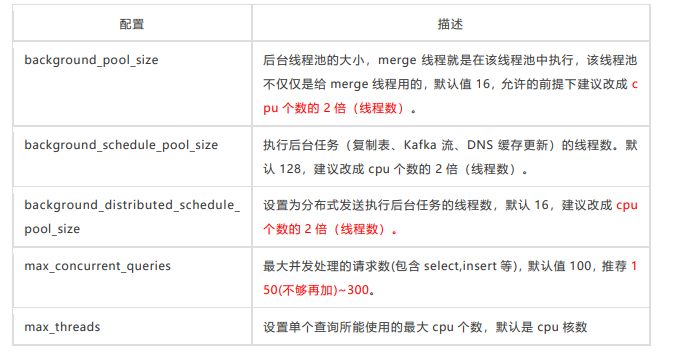 配置
描述
background_pool_size
后台线程池的大小，merge 线程就是在该线程池中执行，该线程池
不仅仅是给 merge 线程用的，默认值 16，允许的前提下建议改成 c
pu 个数的 2 倍（线程数）。
background_schedule_pool_size
执行后台任务（复制表、Kafka 流、DNS 缓存更新）的线程数。默
认 128，建议改成 cpu 个数的 2 倍（线程数）。
background_distributed_schedule_
pool_size
设置为分布式发送执行后台任务的线程数，默认 16，建议改成 cpu
个数的 2 倍（线程数）。
max_concurrent_queries
最大并发处理的请求数(包含 select,insert 等)，默认值 100，推荐 1
50(不够再加)~300。
max_threads
设置单个查询所能使用的最大 cpu 个数，默认是 cpu 核数